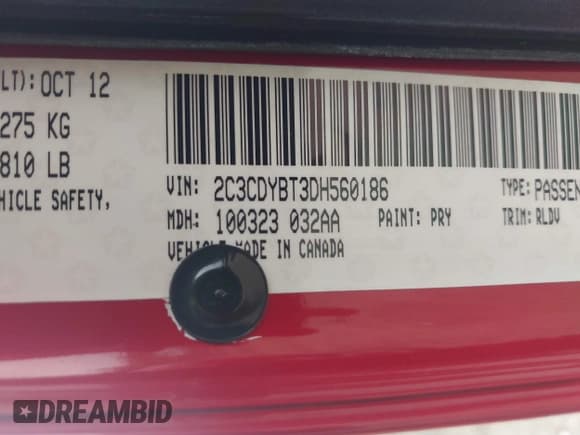 LT): OCT 12
275 KG
810 LB
HICLE SAFETY,
VIN: 2C3CDYBT3DH560186
TYPE: PASSEN
MDH: 100323 032AA
PAINT: PRY
TRIM: RLDV
VEHICLE MADE IN CANADA
DREAMBID